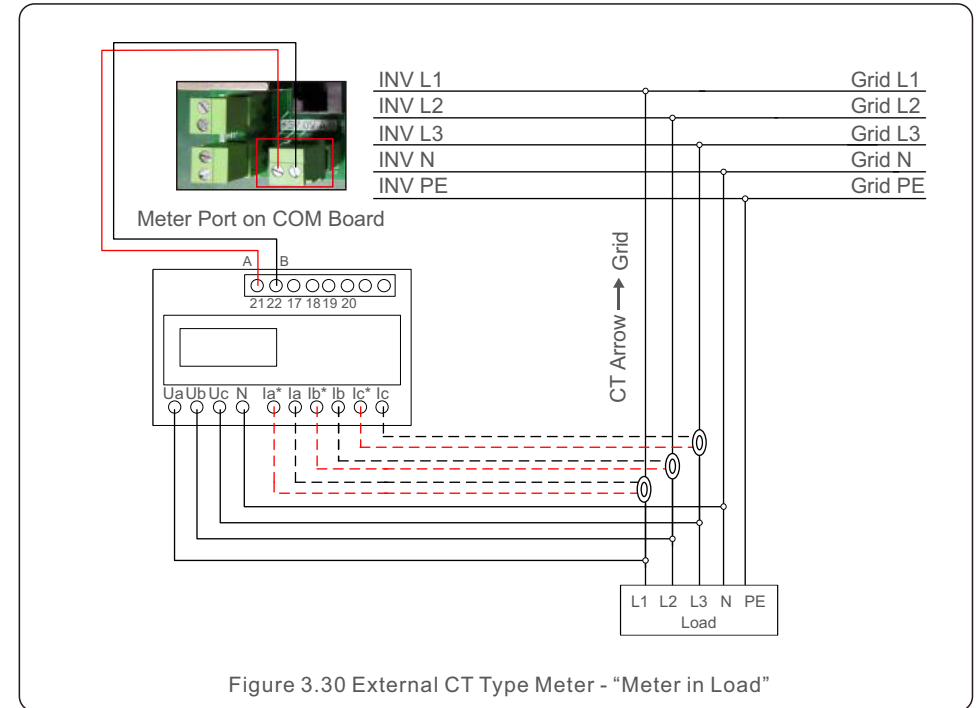 INV L1 Grid L1
INV L2 Grid L2
INV L3 Grid L3
INV N Grid N
INV PE Grid PE
Meter Port on COM Board
A B
21 22 17 18 19 20
CT Arrow → Grid
Ua Ub Uc N Ia* Ia Ib* Ib Ic* Ic
L1 L2 L3 N PE
Load
Figure 3.30 External CT Type Meter - “Meter in Load”